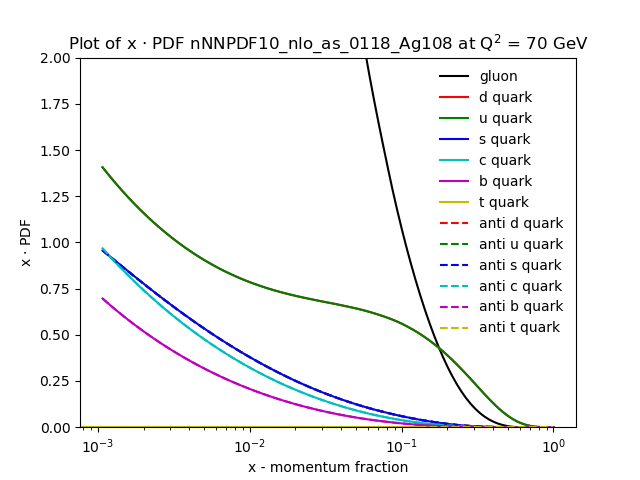 Plot of x · PDF nNNPDF10_nlo_as_0118_Ag108 at Q² = 70 GeV
2.00
1.75
1.50
1.25
1.00
0.75
0.50
0.25
0.00
x · PDF
gluon
d quark
u quark
s quark
c quark
b quark
t quark
anti d quark
anti u quark
anti s quark
anti c quark
anti b quark
anti t quark
10⁻³ 10⁻² 10⁻¹ 10⁰
x - momentum fraction